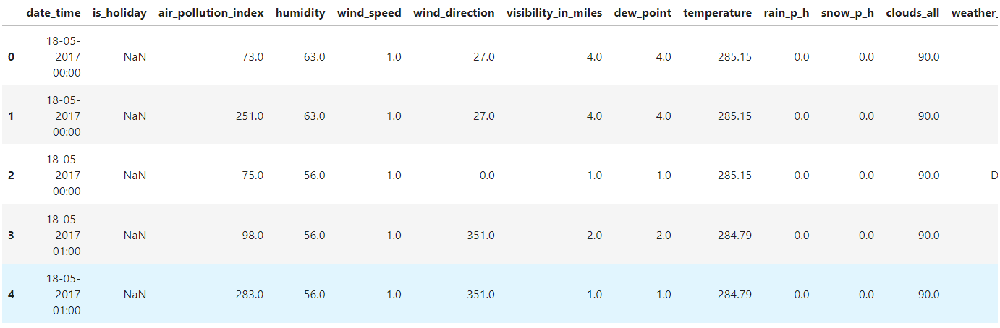 date_time is_holiday air_pollution_index humidity wind_speed wind_direction visibility_in_miles dew_point temperature rain_p_h snow_p_h clouds_all weather_
18-05-
0 2017 NaN 73.0 63.0 1.0 27.0 4.0 4.0 285.15 0.0 0.0 90.0
00:00
18-05-
1 2017 NaN 251.0 63.0 1.0 27.0 4.0 4.0 285.15 0.0 0.0 90.0
00:00
18-05-
2 2017 NaN 75.0 56.0 1.0 0.0 1.0 1.0 285.15 0.0 0.0 90.0 D
00:00
18-05-
3 2017 NaN 98.0 56.0 1.0 351.0 2.0 2.0 284.79 0.0 0.0 90.0
01:00
18-05-
4 2017 NaN 283.0 56.0 1.0 351.0 1.0 1.0 284.79 0.0 0.0 90.0
01:00